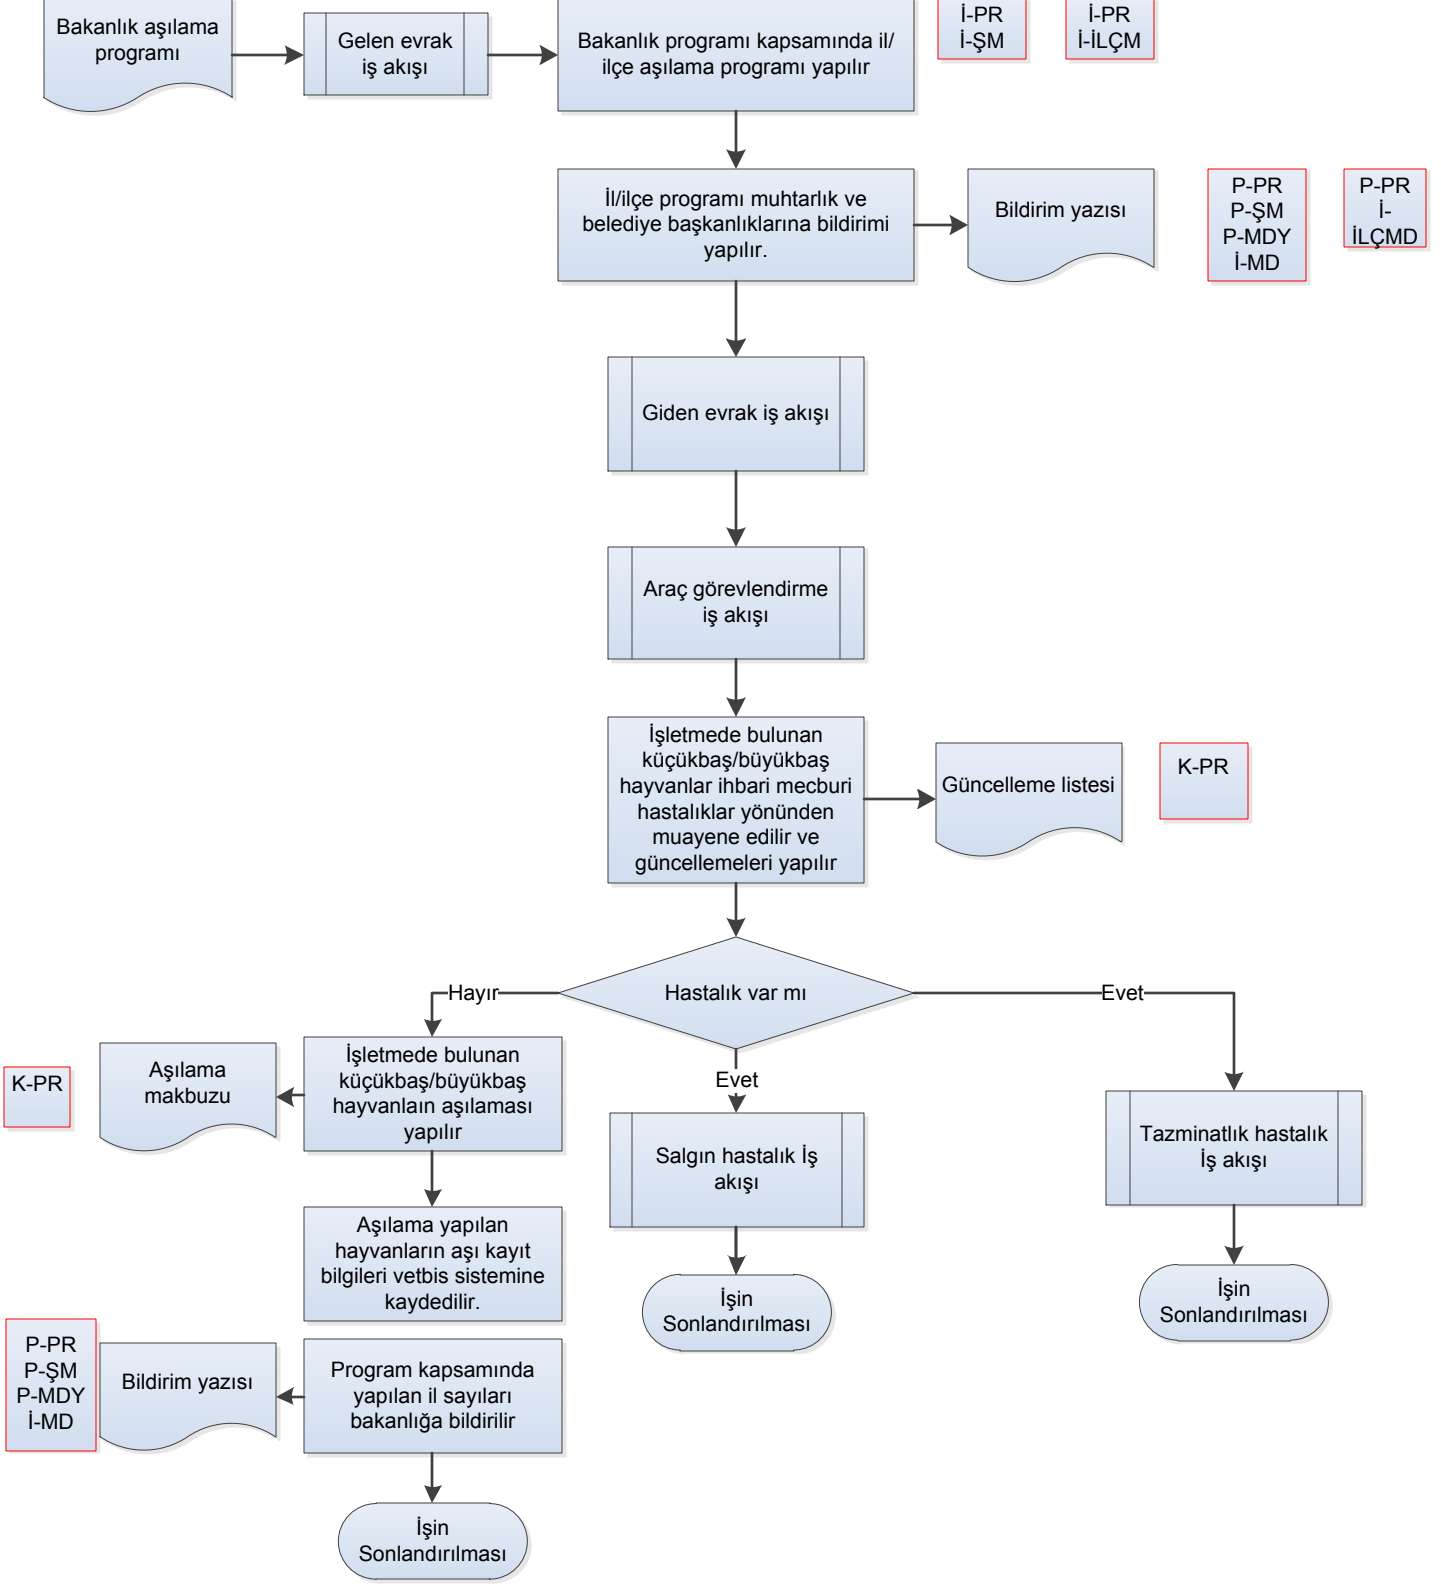 Bakanlık aşılama
programı
Gelen evrak
iş akışı
Bakanlık programı kapsamında il/
ilçe aşılama programı yapılır
İ-PR
İ-ŞM
İ-PR
İ-İLÇM
İl/ilçe programı muhtarlık ve
belediye başkanlıklarına bildirimi
yapılır.
Bildirim yazısı
P-PR
P-ŞM
P-MDY
İ-MD
P-PR
İ-
İLÇMD
Giden evrak iş akışı
Araç görevlendirme
iş akışı
İşletmede bulunan
küçükbaş/büyükbaş
hayvanlar ihbari mecburi
hastalıklar yönünden
muayene edilir ve
güncellemeleri yapılır
Güncelleme listesi
K-PR
Hastalık var mı
Hayır
Evet
Evet
K-PR
Aşılama
makbuzu
İşletmede bulunan
küçükbaş/büyükbaş
hayvanlaın aşılaması
yapılır
Salgın hastalık İş
akışı
Tazminatlık hastalık
İş akışı
Aşılama yapılan
hayvanların aşı kayıt
bilgileri vetbis sistemine
kaydedilir.
İşin
Sonlandırılması
İşin
Sonlandırılması
P-PR
P-ŞM
P-MDY
İ-MD
Bildirim yazısı
Program kapsamında
yapılan il sayıları
bakanlığa bildirilir
İşin
Sonlandırılması